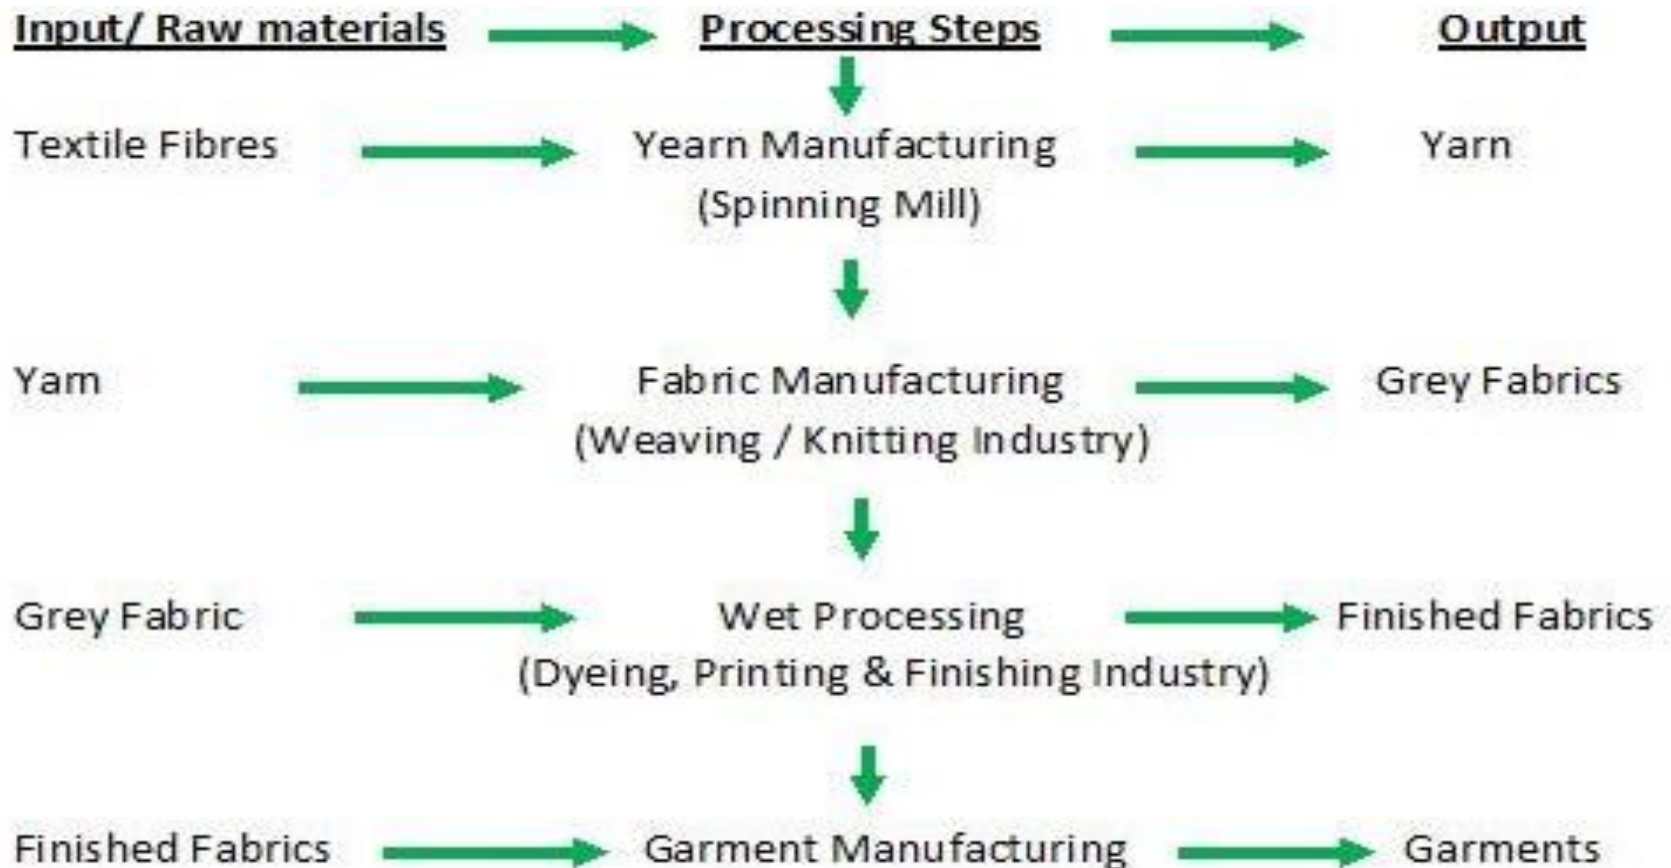 Input/ Raw materials Processing Steps Output
Textile Fibres Yearn Manufacturing Yarn
(Spinning Mill)
Yarn Fabric Manufacturing Grey Fabrics
(Weaving / Knitting Industry)
Grey Fabric Wet Processing Finished Fabrics
(Dyeing, Printing & Finishing Industry)
Finished Fabrics Garment Manufacturing Garments